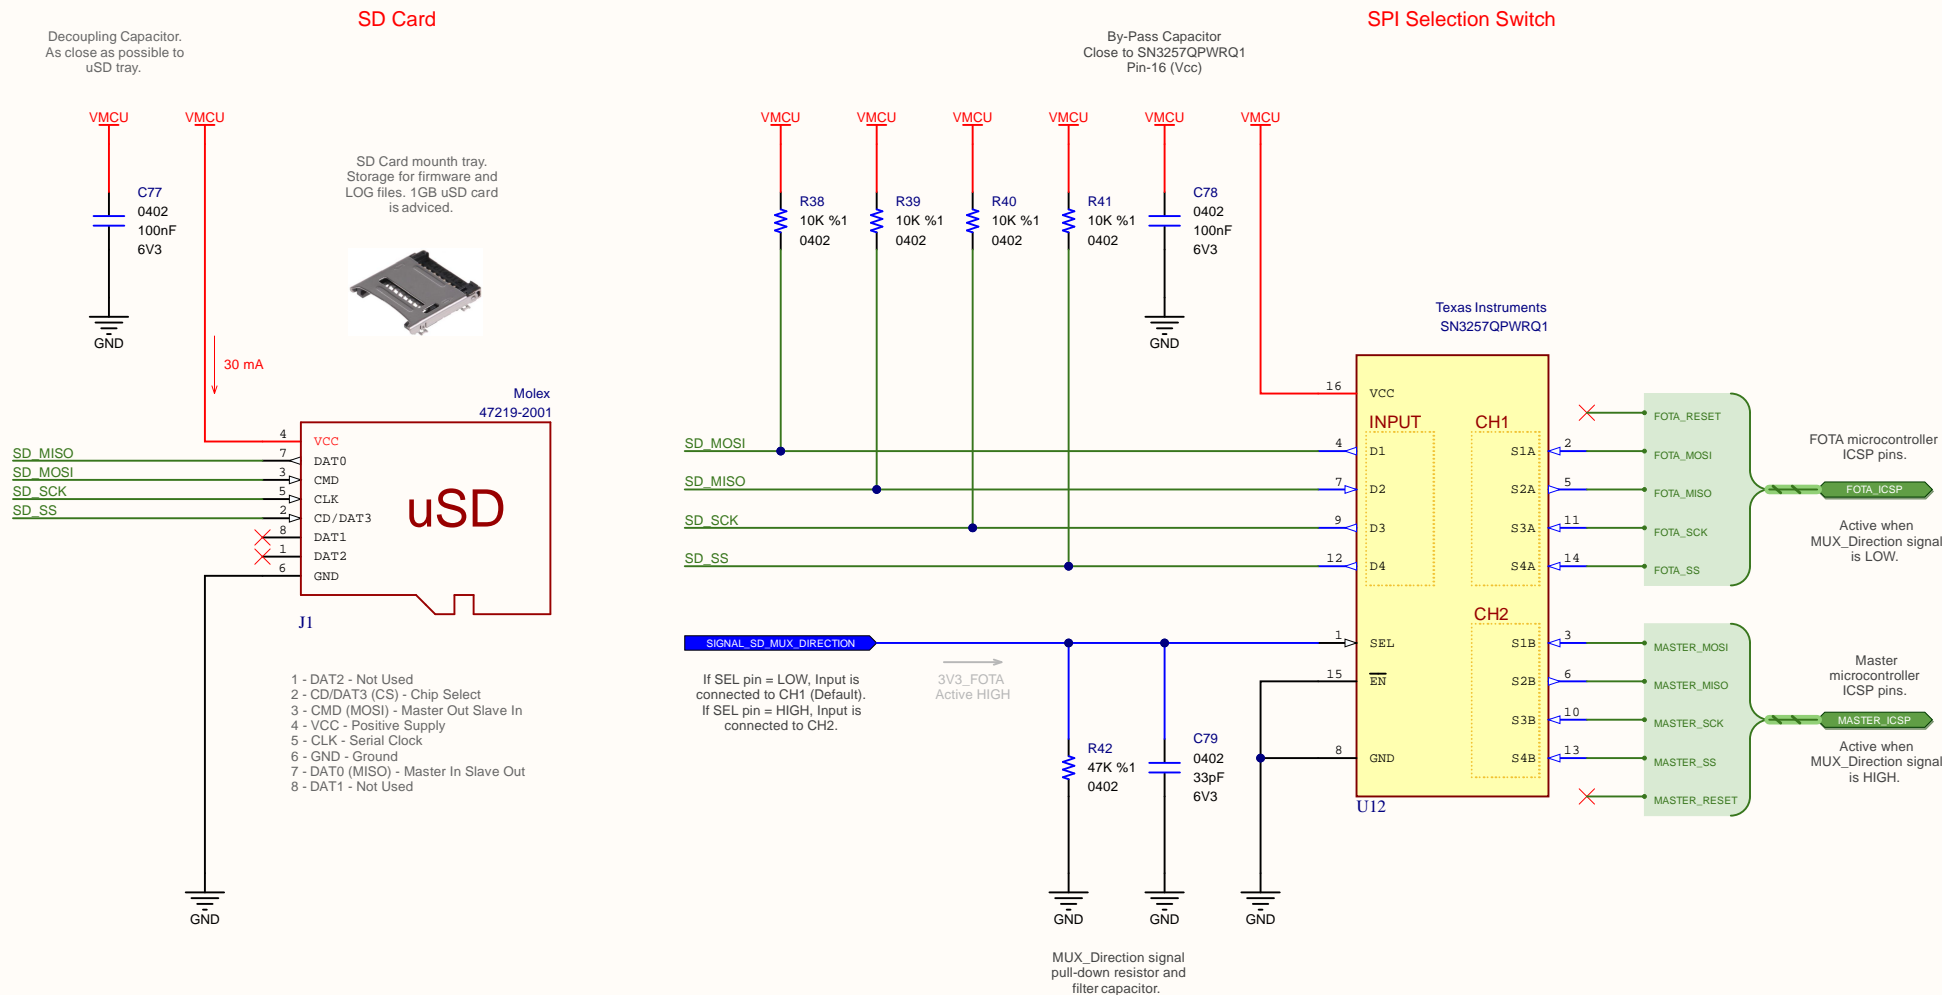 SD Card
Decoupling Capacitor.
As close as possible to
uSD tray.
VMCU
VMCU
C77
0402
100nF
6V3
GND
SD Card mounth tray.
Storage for firmware and
LOG files. 1GB uSD card
is adviced.
30 mA
Molex
47219-2001
SD_MISO
SD_MOSI
SD_SCK
SD_SS
4
7
3
5
2
8
1
6
VCC
DAT0
CMD
CLK
CD/DAT3
DAT1
DAT2
GND
uSD
J1
1 - DAT2 - Not Used
2 - CD/DAT3 (CS) - Chip Select
3 - CMD (MOSI) - Master Out Slave In
4 - VCC - Positive Supply
5 - CLK - Serial Clock
6 - GND - Ground
7 - DAT0 (MISO) - Master In Slave Out
8 - DAT1 - Not Used
GND
SPI Selection Switch
By-Pass Capacitor
Close to SN3257QPWRQ1
Pin-16 (Vcc)
VMCU
VMCU
VMCU
VMCU
VMCU
VMCU
R38
10K %1
0402
R39
10K %1
0402
R40
10K %1
0402
R41
10K %1
0402
C78
0402
100nF
6V3
GND
Texas Instruments
SN3257QPWRQ1
SD_MOSI
SD_MISO
SD_SCK
SD_SS
16
4
7
9
12
1
15
8
VCC
INPUT
D1
D2
D3
D4
SEL
EN
GND
CH1
S1A
S2A
S3A
S4A
CH2
S1B
S2B
S3B
S4B
2
5
11
14
3
6
10
13
U12
FOTA_RESET
FOTA_MOSI
FOTA_MISO
FOTA_SCK
FOTA_SS
FOTA microcontroller
ICSP pins.
FOTA_ICSP
Active when
MUX_Direction signal
is LOW.
MASTER_MOSI
MASTER_MISO
MASTER_SCK
MASTER_SS
MASTER_RESET
Master
microcontroller
ICSP pins.
MASTER_ICSP
Active when
MUX_Direction signal
is HIGH.
SIGNAL_SD_MUX_DIRECTION
If SEL pin = LOW, Input is
connected to CH1 (Default).
If SEL pin = HIGH, Input is
connected to CH2.
3V3_FOTA
Active HIGH
R42
47K %1
0402
C79
0402
33pF
6V3
GND
GND
GND
MUX_Direction signal
pull-down resistor and
filter capacitor.